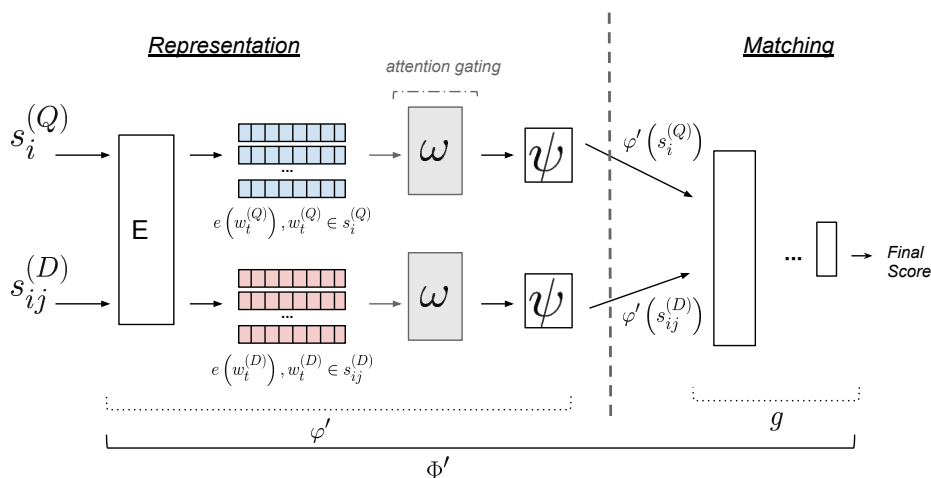 Representation
Matching
attention gating
s_i^{(Q)}
ω
ψ
φ′(s_i^{(Q)})
...
e(w_t^{(Q)}), w_t^{(Q)} ∈ s_i^{(Q)}
E
...
Final
Score
s_{ij}^{(D)}
ω
ψ
φ′(s_{ij}^{(D)})
...
e(w_t^{(D)}), w_t^{(D)} ∈ s_{ij}^{(D)}
φ′
g
Φ′